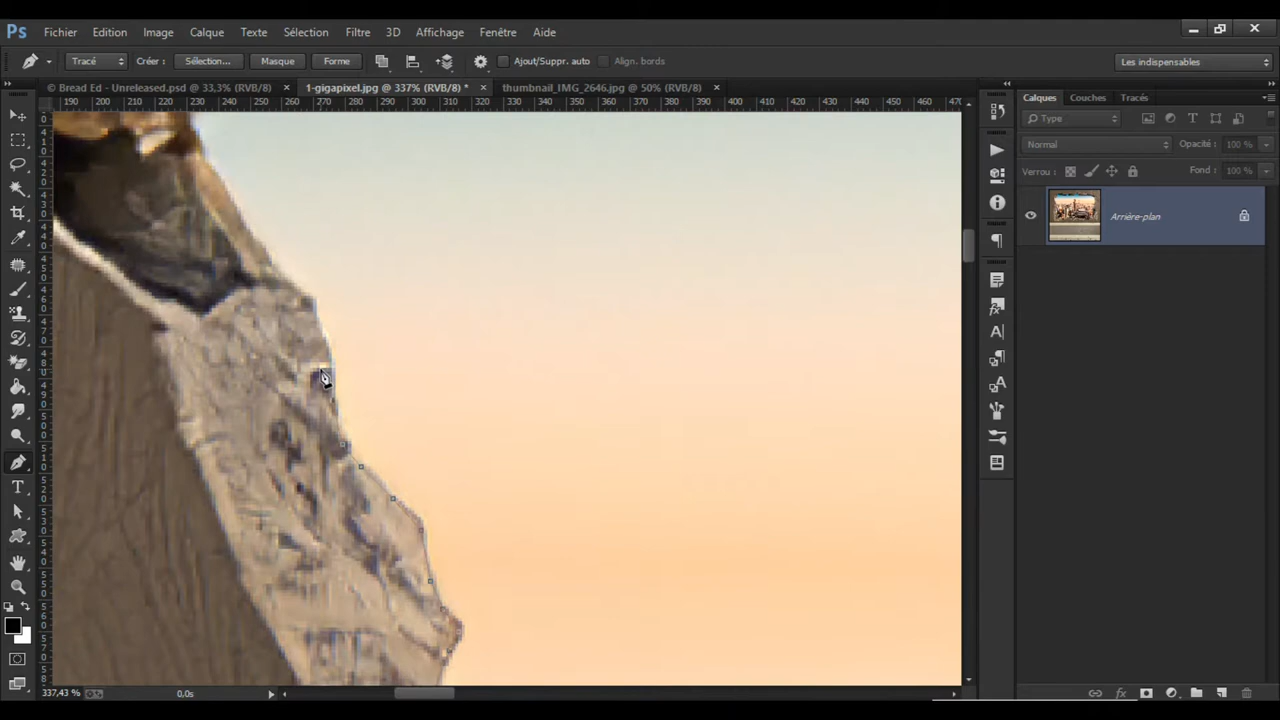 Ps Fichier Edition Image Calque Texte Sélection Filtre 3D Affichage Fenêtre Aide
Tracé Créer : Sélection... Masque Forme Ajout/Suppr. auto Align. bords Les indispensables
© Bread Ed - Unreleased.psd @ 33,3% (RVB/8) × 1-gigapixel.jpg @ 337% (RVB/8) * × thumbnail_IMG_2646.jpg @ 50% (RVB/8) ×
190 200 210 220 230 240 250 260 270 280 290 300 310 320 330 340 350 360 370 380 390 400 410 420 430 440 450 460 470
Calques Couches Tracés
Type
Normal Opacité : 100 %
Verrou : Fond : 100 %
Arrière-plan
337,43 % 0,0s